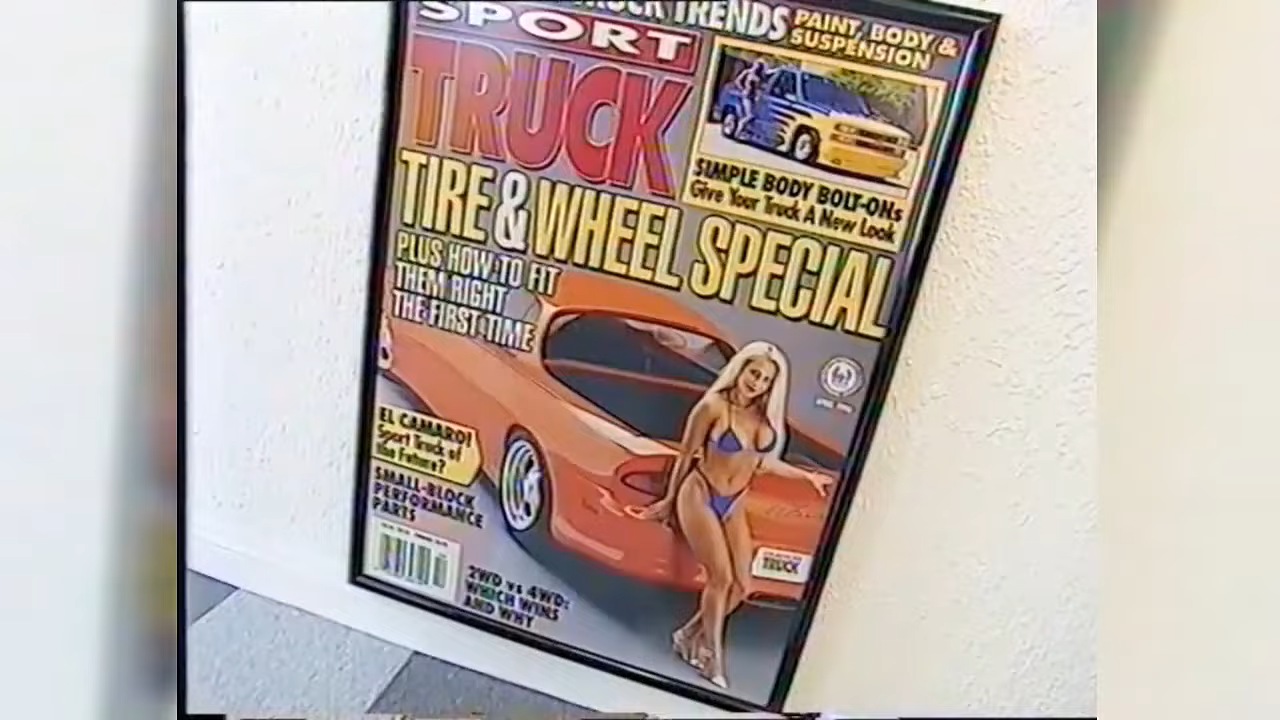 TRUCK TRENDS
PAINT, BODY &
SUSPENSION
SPORT
TRUCK
SIMPLE BODY BOLT-ONs
Give Your Truck A New Look
TIRE & WHEEL SPECIAL
PLUS HOW TO FIT
THEM RIGHT
THE FIRST TIME
EL CAMARO!
Sport Truck of
the Future?
SMALL-BLOCK
PERFORMANCE
PARTS
2WD vs 4WD:
WHICH WINS
AND WHY
TRUCK